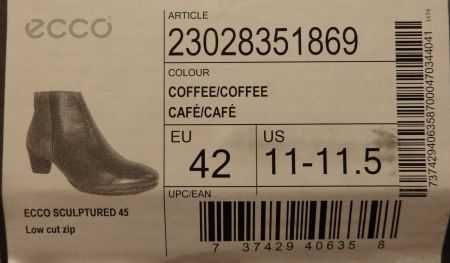 ecco
ARTICLE
23028351869
COLOUR
COFFEE/COFFEE
CAFÉ/CAFÉ
EU
42
US
11-11.5
UPC/EAN
ECCO SCULPTURED 45
Low cut zip
7 37429 40635 8
73742940635870000470344041